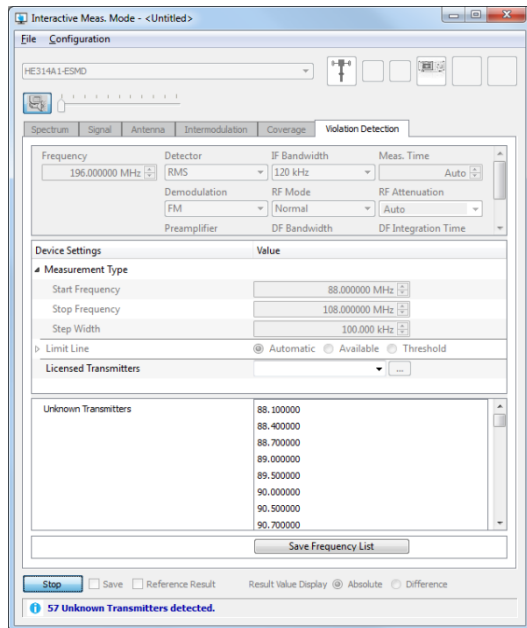 Interactive Meas. Mode - <Untitled>
File Configuration
HE314A1-ESMD
Spectrum Signal Antenna Intermodulation Coverage Violation Detection
Frequency Detector IF Bandwidth Meas. Time
196.000000 MHz RMS 120 kHz Auto
Demodulation RF Mode RF Attenuation
FM Normal Auto
Preamplifier DF Bandwidth DF Integration Time
Device Settings Value
Measurement Type
Start Frequency 88.000000 MHz
Stop Frequency 108.000000 MHz
Step Width 100.000 kHz
Limit Line Automatic Available Threshold
Licensed Transmitters ...
Unknown Transmitters 88.100000
88.400000
88.700000
89.000000
89.500000
90.000000
90.500000
90.700000
Save Frequency List
Stop Save Reference Result Result Value Display Absolute Difference
57 Unknown Transmitters detected.